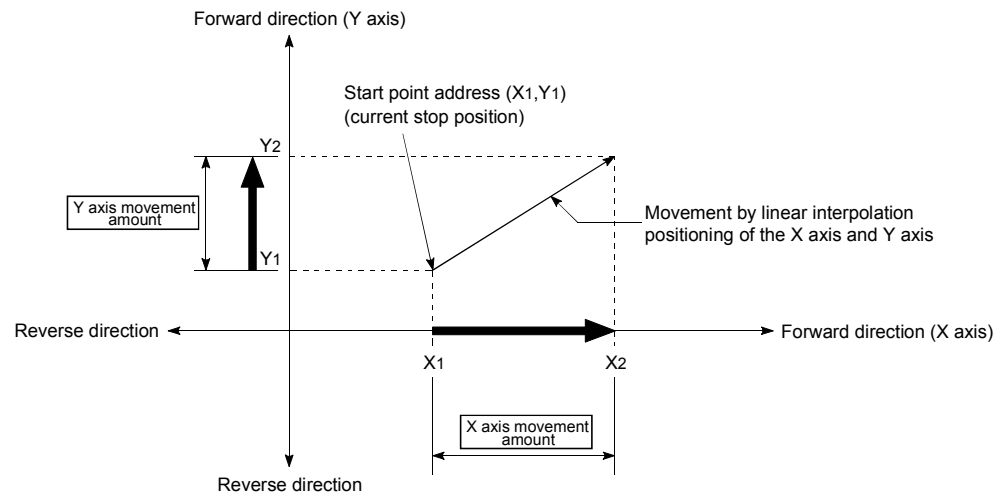 Forward direction (Y axis)
Start point address (X1,Y1)
(current stop position)
Y2
Y axis movement
amount
Y1
Movement by linear interpolation
positioning of the X axis and Y axis
Reverse direction
Forward direction (X axis)
X1
X2
X axis movement
amount
Reverse direction